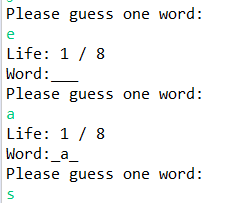 Please guess one word:
e
Life: 1 / 8
Word:___
Please guess one word:
a
Life: 1 / 8
Word:_a_
Please guess one word:
s